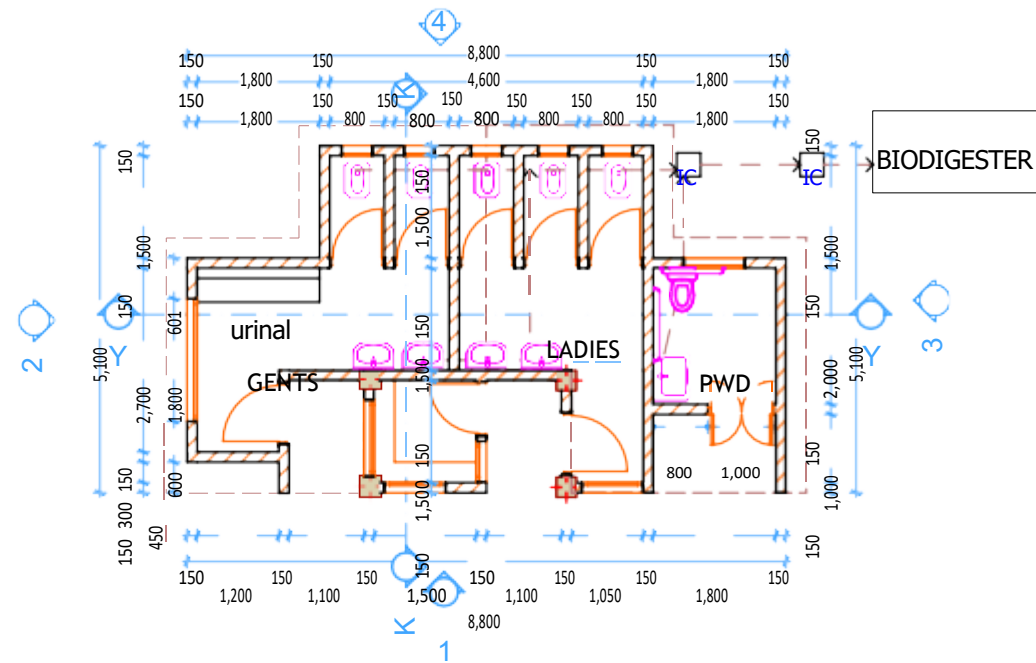 4
8,800
150 150 150 150
1,800 4,600 1,800
K
150 150 150 150 150 150 150 150
1,800 800 800 800 800 800 1,800
150
150
BIODIGESTER
IC IC
150
1,500
1,500
1,500
150
601
urinal
150
150
2
Y
Y
3
5,100
5,100
GENTS
LADIES
PWD
1,500
2,700
1,800
2,000
150
150
800 1,000
150
600
1,500
1,000
300
450
150
150
150
150 150 150 150 150 150 150
1,200 1,100 1,500 1,100 1,050 1,800
8,800
K
1